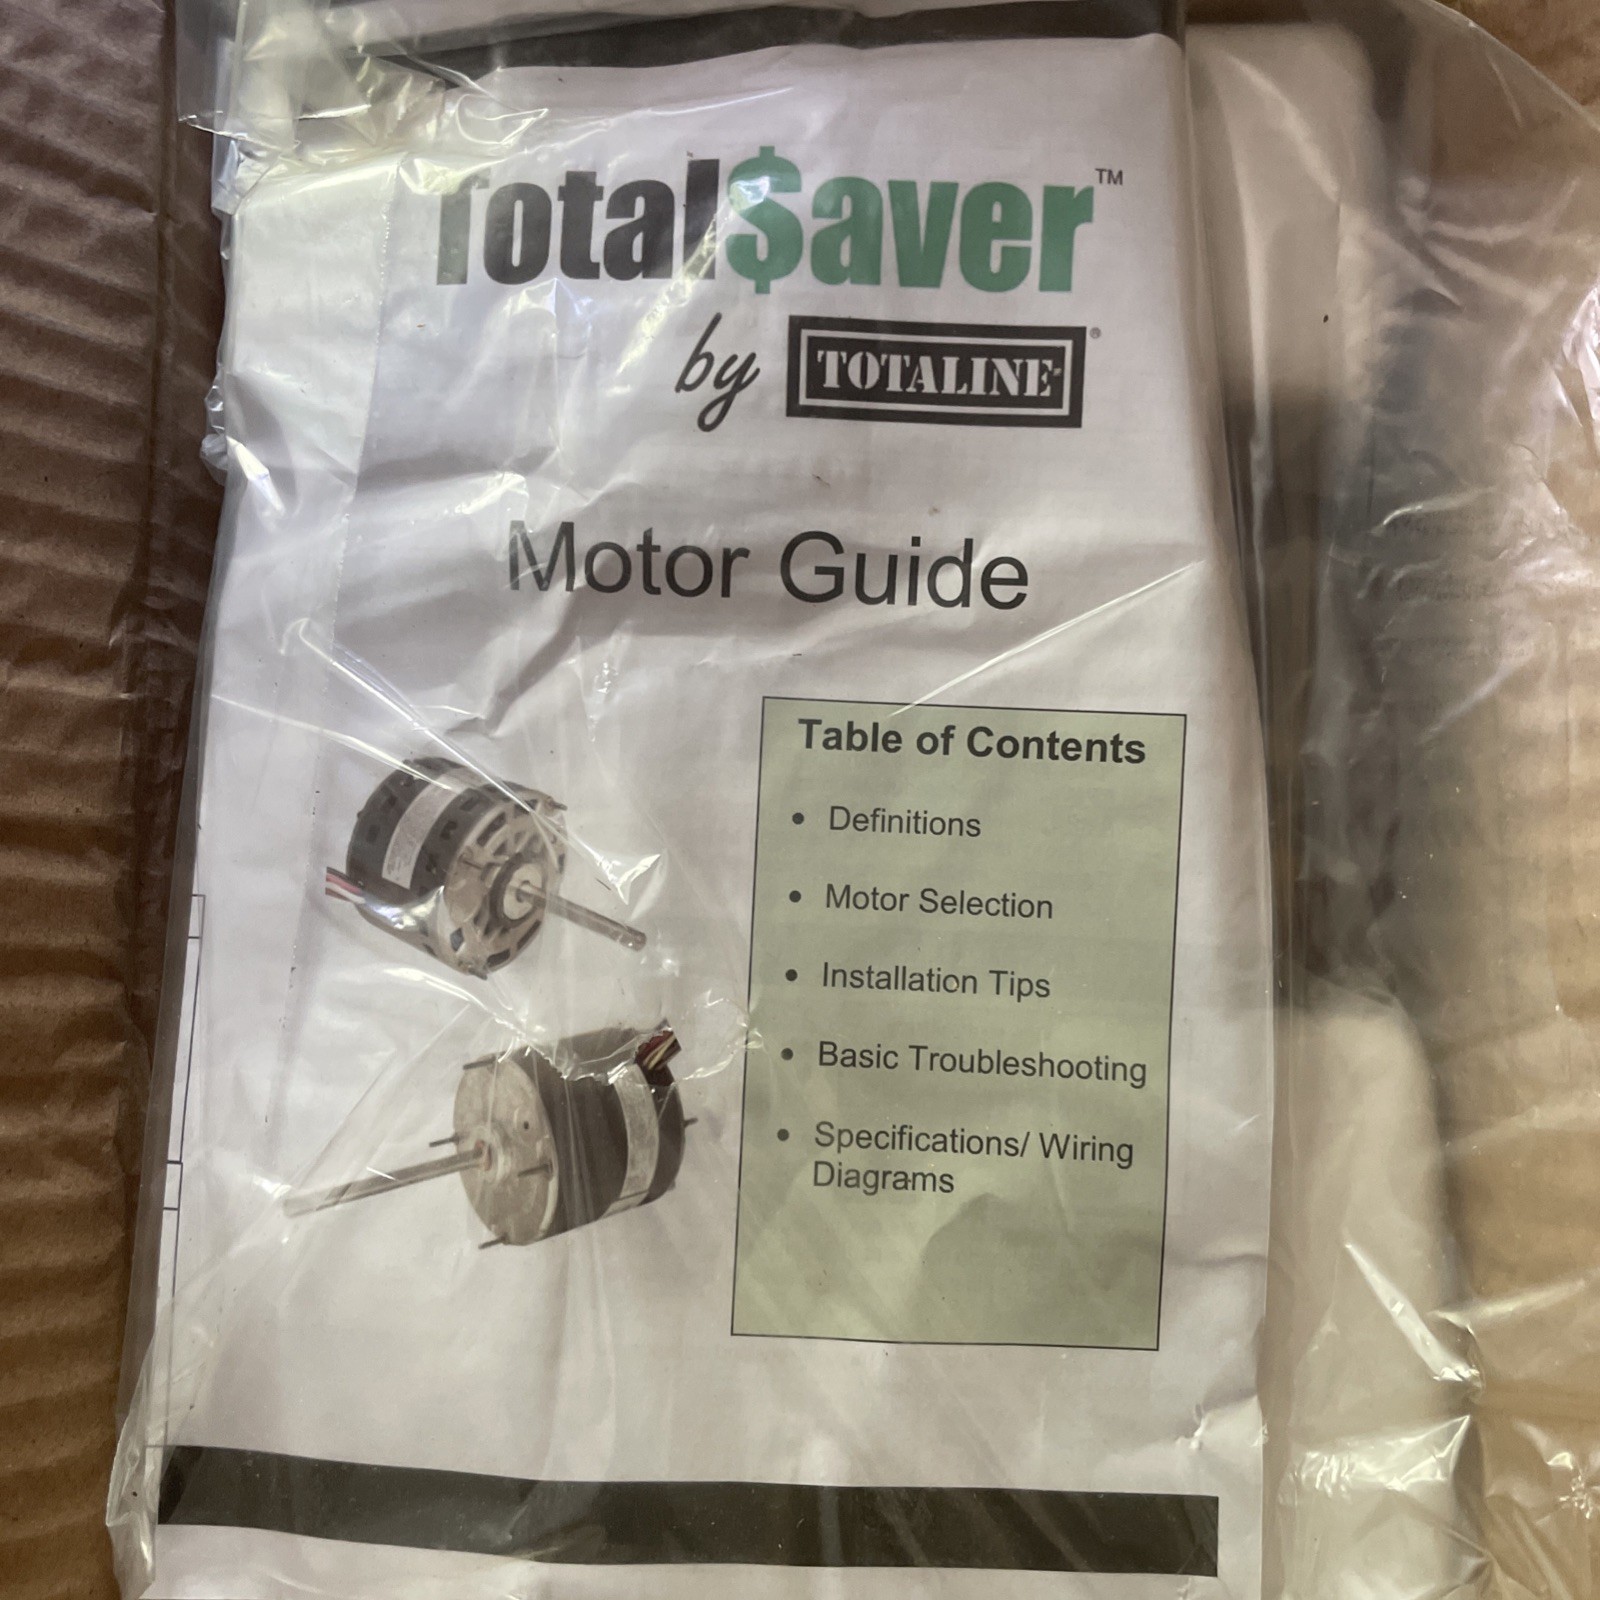 Total$aver™
by TOTALINE®
Motor Guide
Table of Contents
• Definitions
• Motor Selection
• Installation Tips
• Basic Troubleshooting
• Specifications/ Wiring
Diagrams